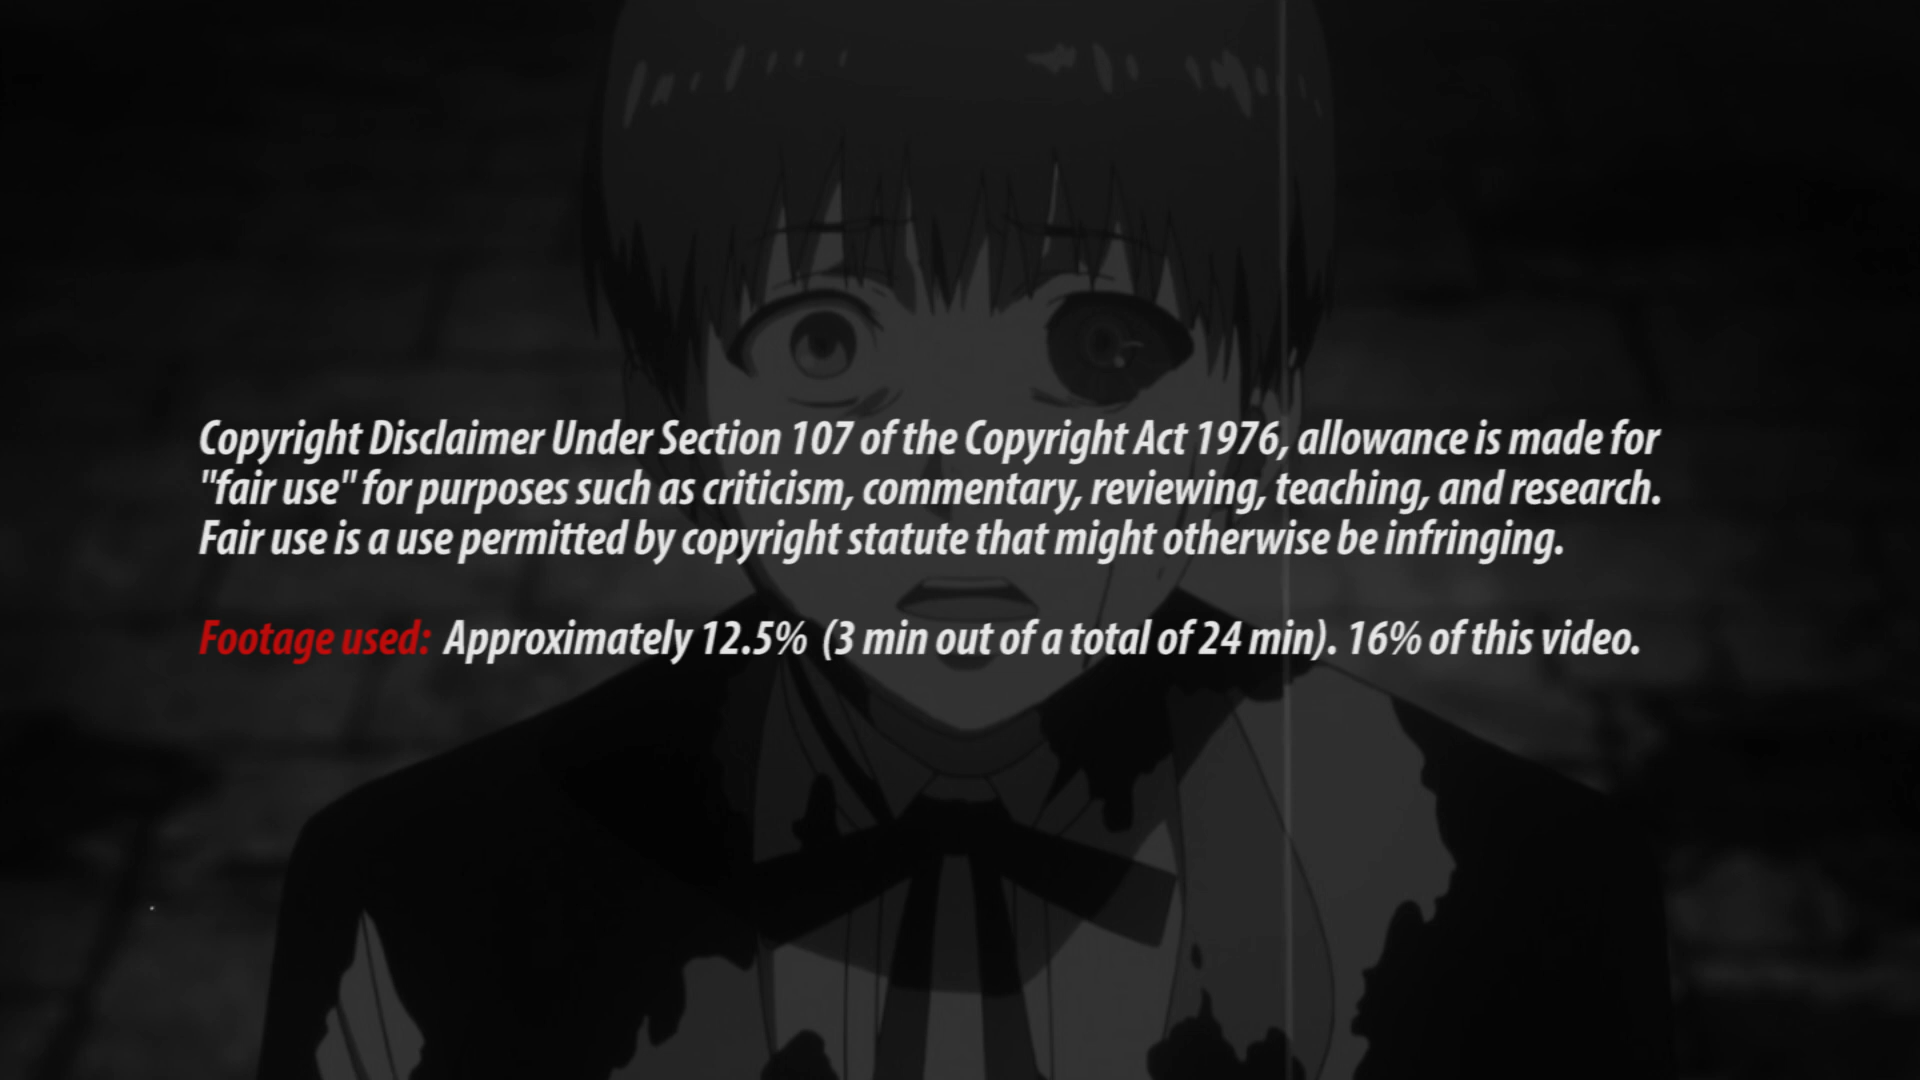 Copyright Disclaimer Under Section 107 of the Copyright Act 1976, allowance is made for
"fair use" for purposes such as criticism, commentary, reviewing, teaching, and research.
Fair use is a use permitted by copyright statute that might otherwise be infringing.
Footage used: Approximately 12.5% (3 min out of a total of 24 min). 16% of this video.